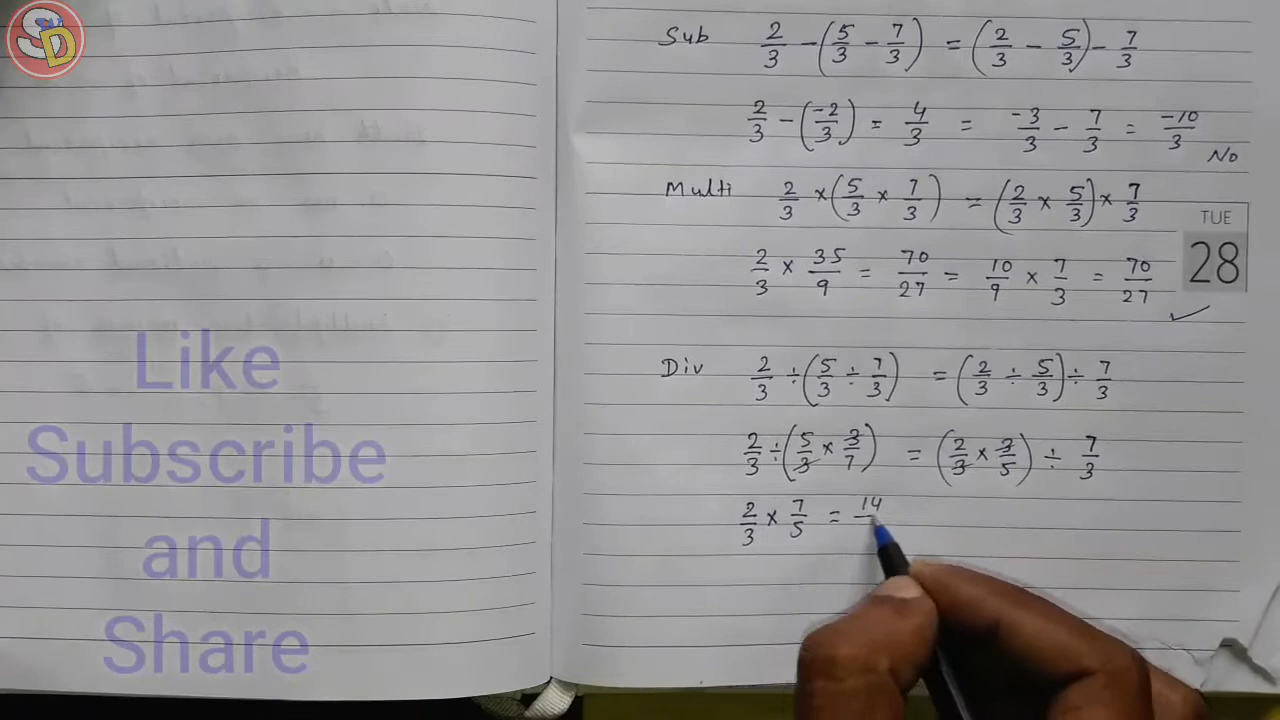 SD
Like
Subscribe
and
Share
Sub 2/3 - (5/3 - 7/3) = (2/3 - 5/3) - 7/3
2/3 - (-2/3) = 4/3 = -3/3 - 7/3 = -10/3
No
Multi 2/3 × (5/3 × 7/3) = (2/3 × 5/3) × 7/3
TUE
28
2/3 × 35/9 = 70/27 = 10/9 × 7/3 = 70/27 ✓
Div 2/3 ÷ (5/3 ÷ 7/3) = (2/3 ÷ 5/3) ÷ 7/3
2/3 ÷ (5/3 × 3/7) = (2/3 × 3/5) ÷ 7/3
2/3 × 7/5 = 14